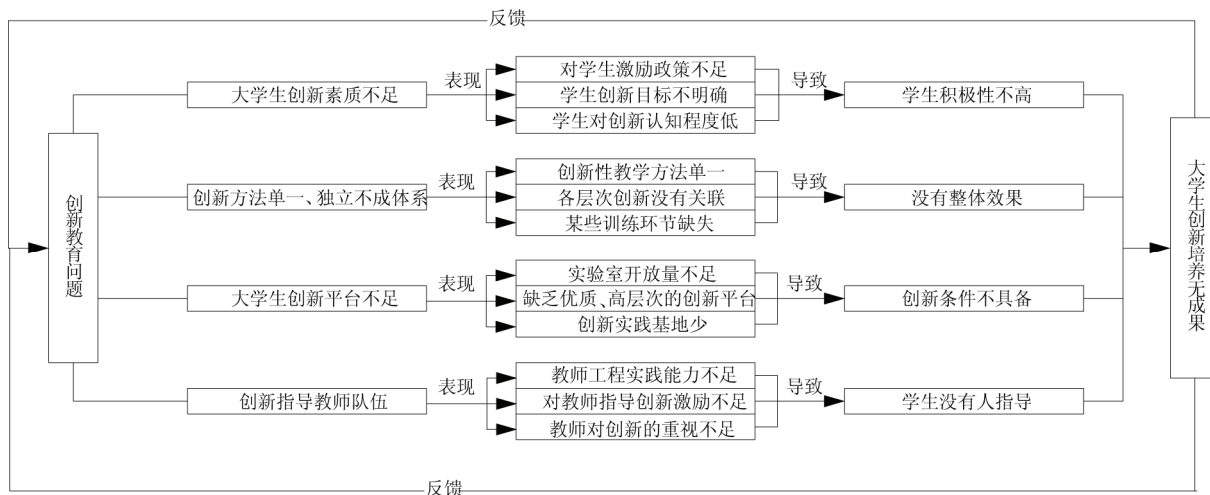 反馈
创新教育问题
大学生创新素质不足
表现
对学生激励政策不足
学生创新目标不明确
学生对创新认知程度低
导致
学生积极性不高
创新方法单一、独立不成体系
表现
创新性教学方法单一
各层次创新没有关联
某些训练环节缺失
导致
没有整体效果
大学生创新平台不足
表现
实验室开放量不足
缺乏优质、高层次的创新平台
创新实践基地少
导致
创新条件不具备
创新指导教师队伍
表现
教师工程实践能力不足
对教师指导创新激励不足
教师对创新的重视不足
导致
学生没有人指导
大学生创新培养无成果
反馈